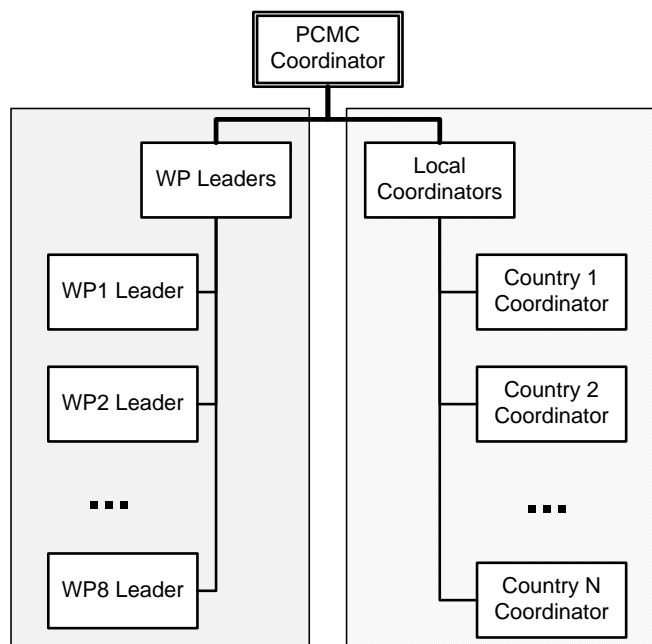 PCMC
Coordinator
WP Leaders
Local
Coordinators
WP1 Leader
Country 1
Coordinator
WP2 Leader
Country 2
Coordinator
...
...
WP8 Leader
Country N
Coordinator